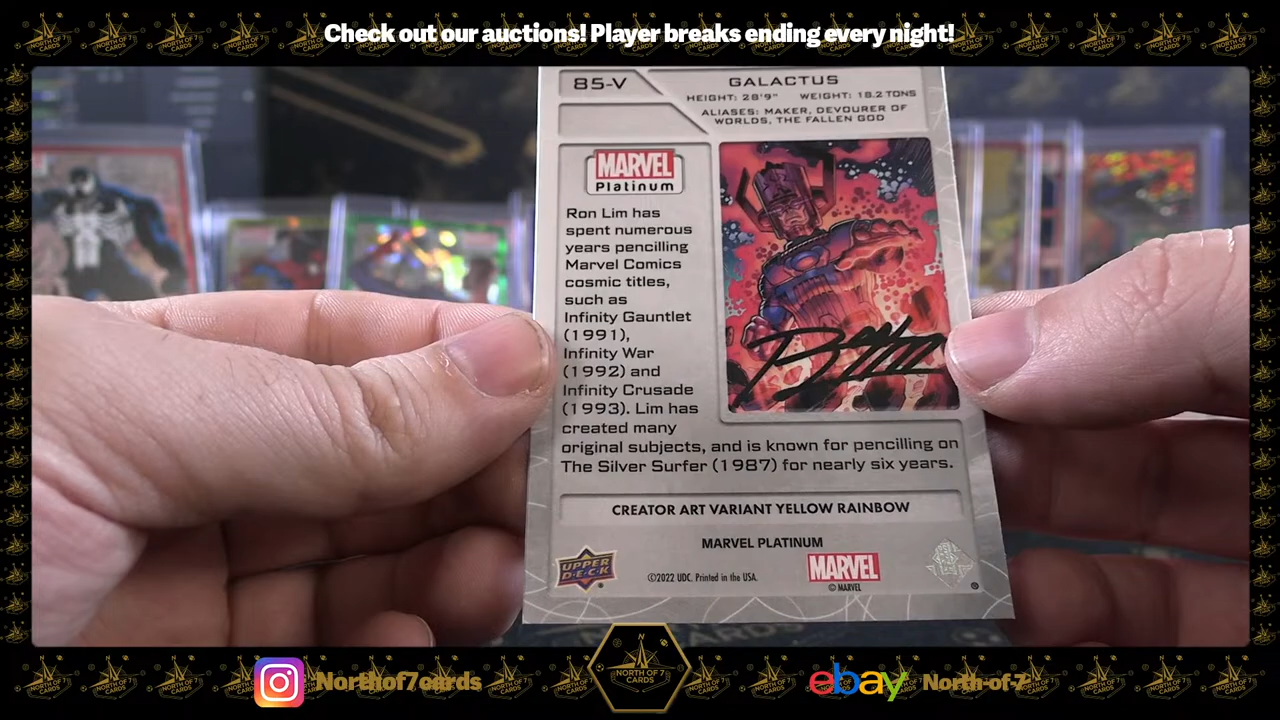 Check out our auctions! Player breaks ending every night!
85-V
GALACTUS
HEIGHT: 28'9" WEIGHT: 18.2 TONS
ALIASES: MAKER, DEVOURER OF
WORLDS, THE FALLEN GOD
MARVEL
Platinum
Ron Lim has
spent numerous
years pencilling
Marvel Comics
cosmic titles,
such as
Infinity Gauntlet
(1991),
Infinity War
(1992) and
Infinity Crusade
(1993). Lim has
created many
original subjects, and is known for pencilling on
The Silver Surfer (1987) for nearly six years.
CREATOR ART VARIANT YELLOW RAINBOW
MARVEL PLATINUM
UPPER
DECK
©2022 UDC. Printed in the USA.
MARVEL
© MARVEL
N
NORTH OF 7
CARDS
Northof7cards
ebay
North-of-7